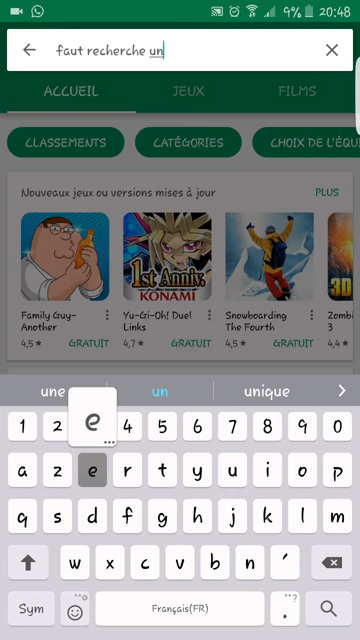 9% 20:48
faut recherche un
ACCUEIL JEUX FILMS
CLASSEMENTS CATÉGORIES CHOIX DE L'ÉQU
Nouveaux jeux ou versions mises à jour PLUS
1st Anniv.
KONAMI
3D
Family Guy- Another
Yu-Gi-Oh! Duel Links
Snowboarding The Fourth
Zombi 3
4,5★ GRATUIT 4,7★ GRATUIT 4,5★ GRATUIT 4,4★
une un unique
e
1 2 4 5 6 7 8 9 0
a z e r t y u i o p
q s d f g h j k l m
w x c v b n '
Sym Français(FR) . ?